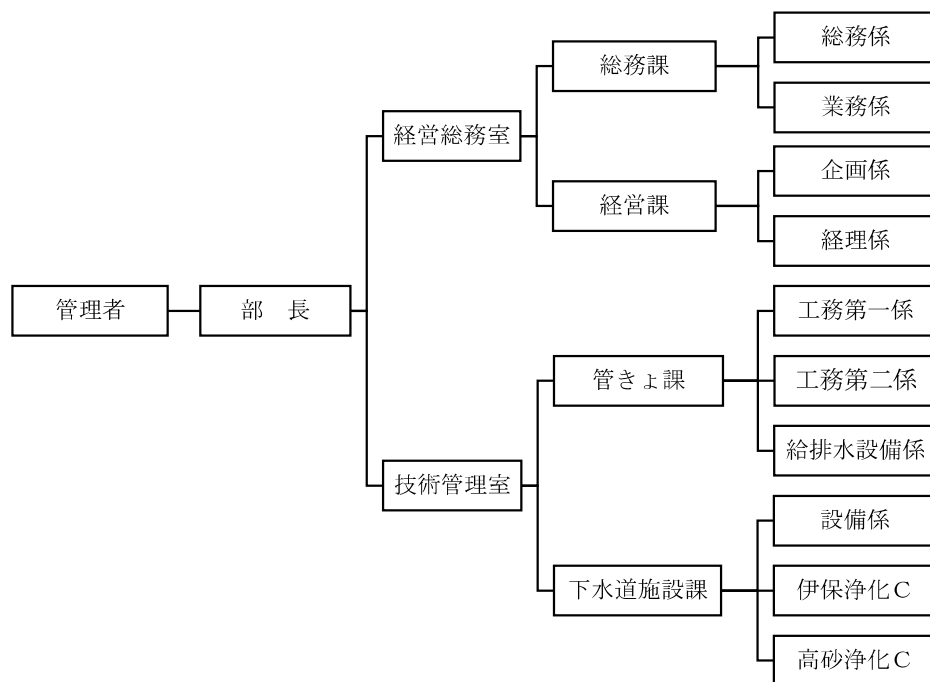 総務係
総務課
業務係
経営総務室
企画係
経営課
経理係
管理者
部　長
工務第一係
管きょ課
工務第二係
給排水設備係
技術管理室
設備係
下水道施設課
伊保浄化C
高砂浄化C